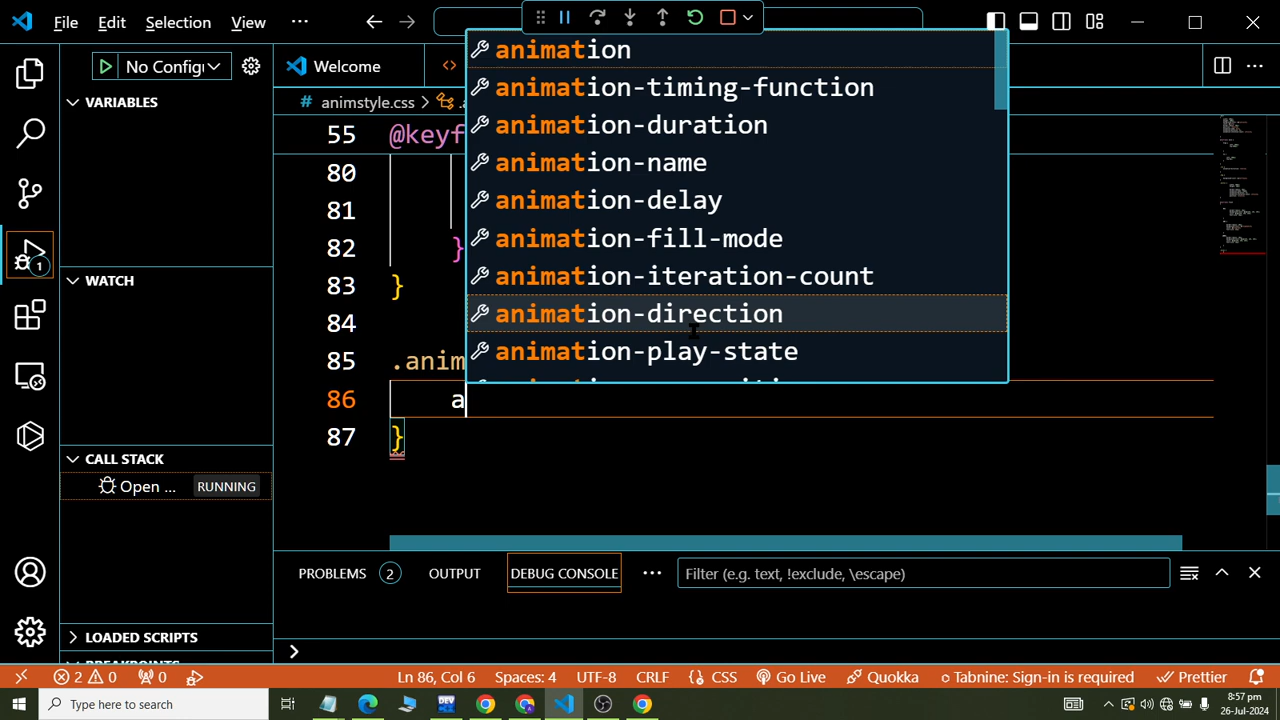 File Edit Selection View ···
No Config
Welcome
VARIABLES
# animstyle.css
55 @keyf
80
81
82 }
83 }
84
85 .anim
86 a
87 }
animation
animation-timing-function
animation-duration
animation-name
animation-delay
animation-fill-mode
animation-iteration-count
animation-direction
animation-play-state
WATCH
CALL STACK
Open ... RUNNING
LOADED SCRIPTS
1
PROBLEMS 2 OUTPUT DEBUG CONSOLE ···
Filter (e.g. text, !exclude, \escape)
2 0 0 Ln 86, Col 6 Spaces: 4 UTF-8 CRLF CSS Go Live Quokka Tabnine: Sign-in is required Prettier
Type here to search
DEV
8:57 pm
26-Jul-2024